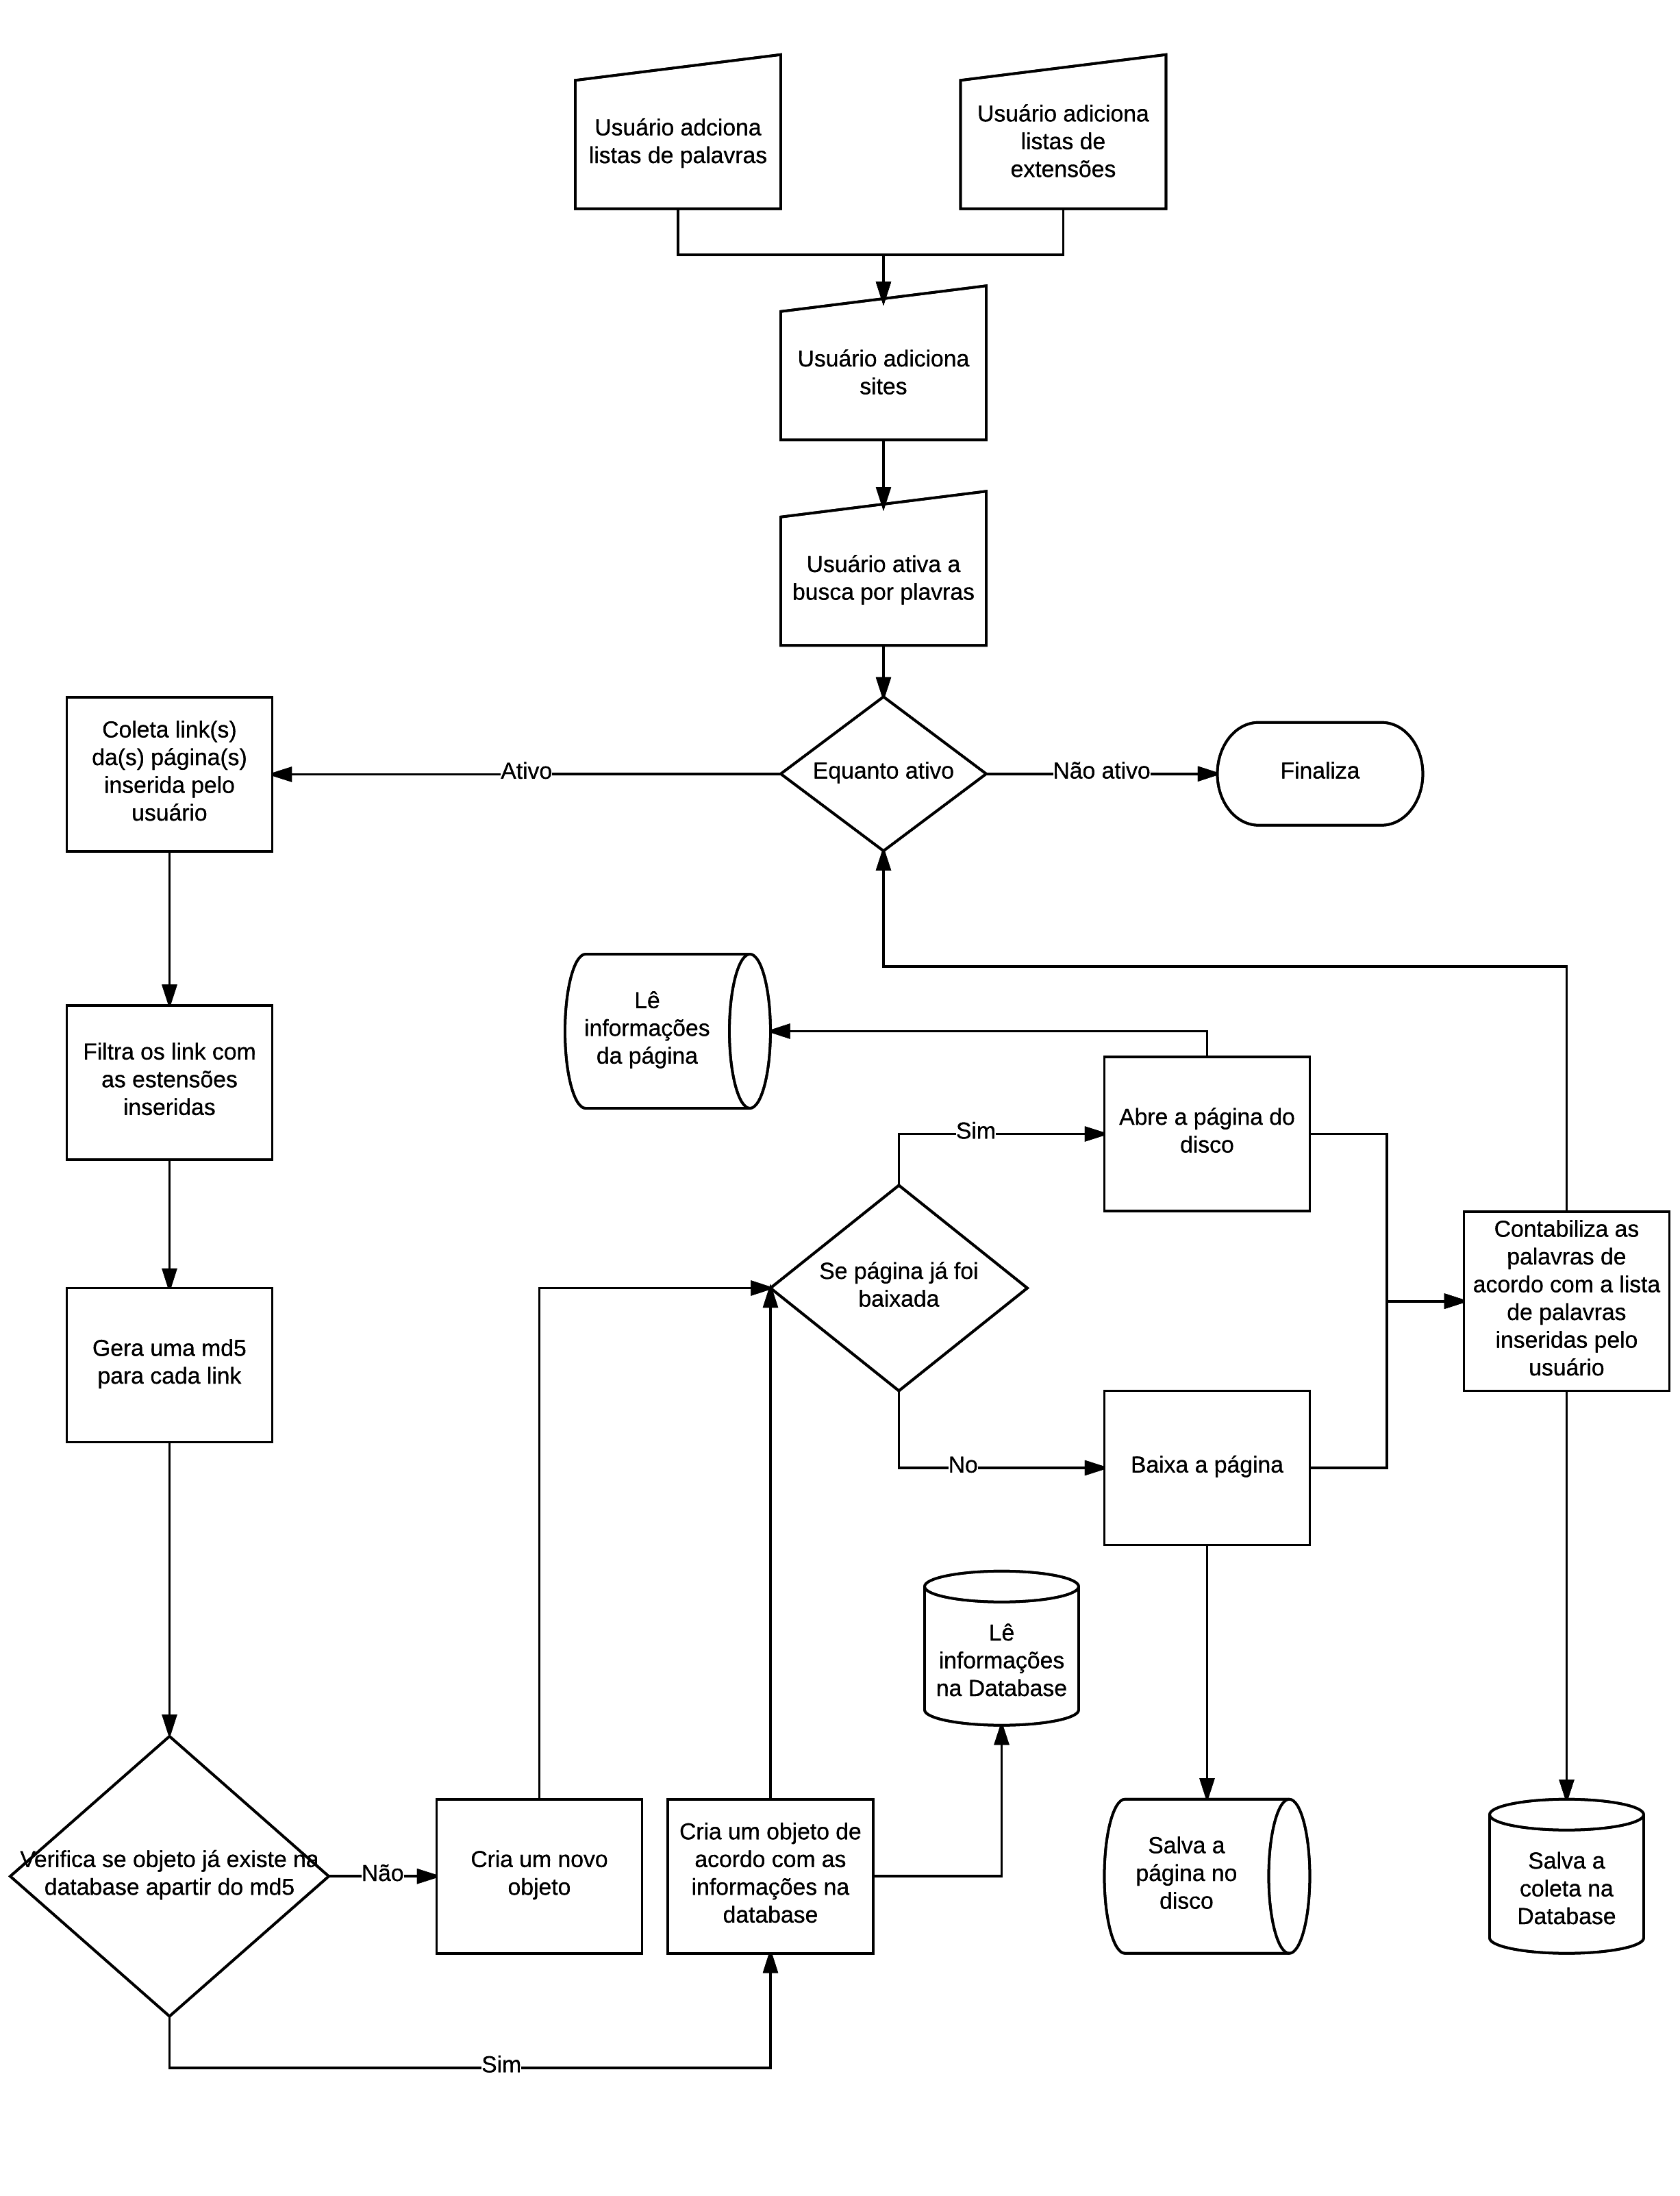 Usuário adciona
listas de palavras
Usuário adiciona
listas de
extensões
Usuário adiciona
sites
Usuário ativa a
busca por plavras
Coleta link(s)
da(s) página(s)
inserida pelo
usuário
Ativo
Equanto ativo
Não ativo
Finaliza
Lê
informações
da página
Filtra os link com
as estensões
inseridas
Sim
Abre a página do
disco
Se página já foi
baixada
Contabiliza as
palavras de
acordo com a lista
de palavras
inseridas pelo
usuário
Gera uma md5
para cada link
No
Baixa a página
Lê
informações
na Database
Verifica se objeto já existe na
database apartir do md5
Não
Cria um novo
objeto
Cria um objeto de
acordo com as
informações na
database
Salva a
página no
disco
Salva a
coleta na
Database
Sim